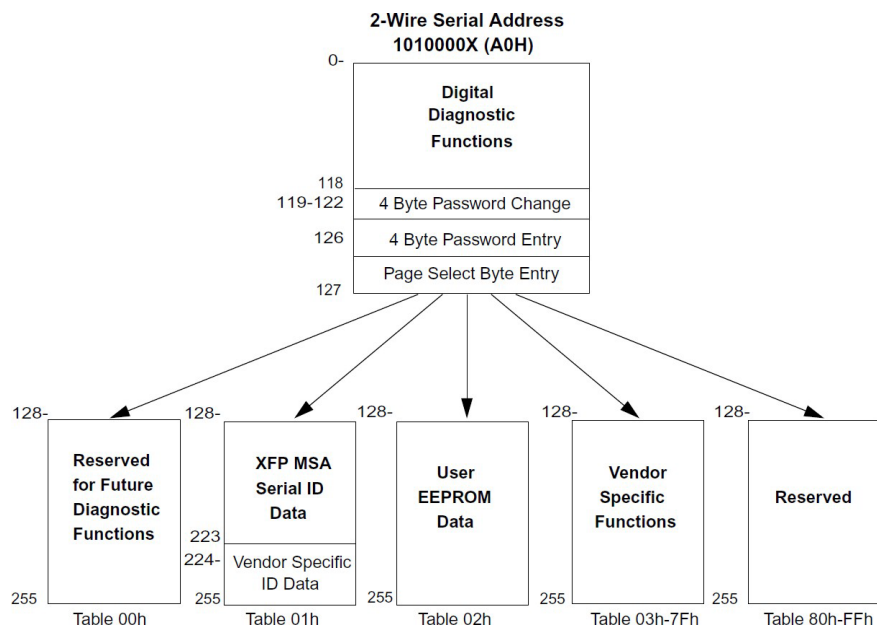 2-Wire Serial Address
1010000X (A0H)
0-
Digital
Diagnostic
Functions
118
119-122
4 Byte Password Change
126
4 Byte Password Entry
Page Select Byte Entry
127
128-
Reserved
for Future
Diagnostic
Functions
255
Table 00h
128-
XFP MSA
Serial ID
Data
223
224-
Vendor Specific
ID Data
255
Table 01h
128-
User
EEPROM
Data
255
Table 02h
128-
Vendor
Specific
Functions
255
Table 03h-7Fh
128-
Reserved
255
Table 80h-FFh